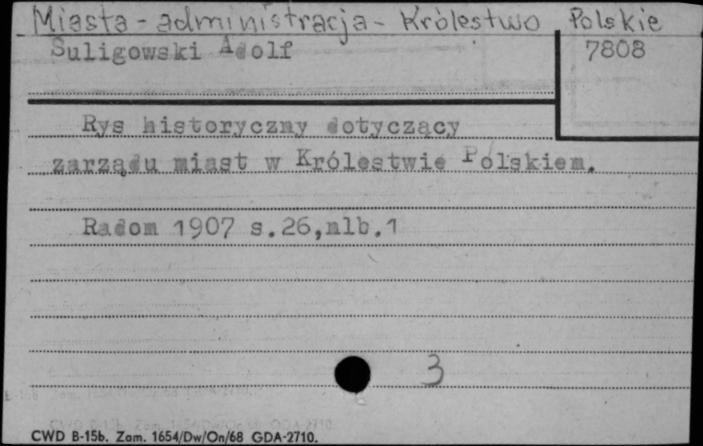 Miasta - administracja - Królestwo Polskie
Suligowski Adolf 7808
Rys historyczny dotyczący
zarządu miast w Królestwie Polskiem.
Radom 1907 s.26,nlb.1
3
CWD B-15b. Zam. 1654/Dw/On/68 GDA-2710.